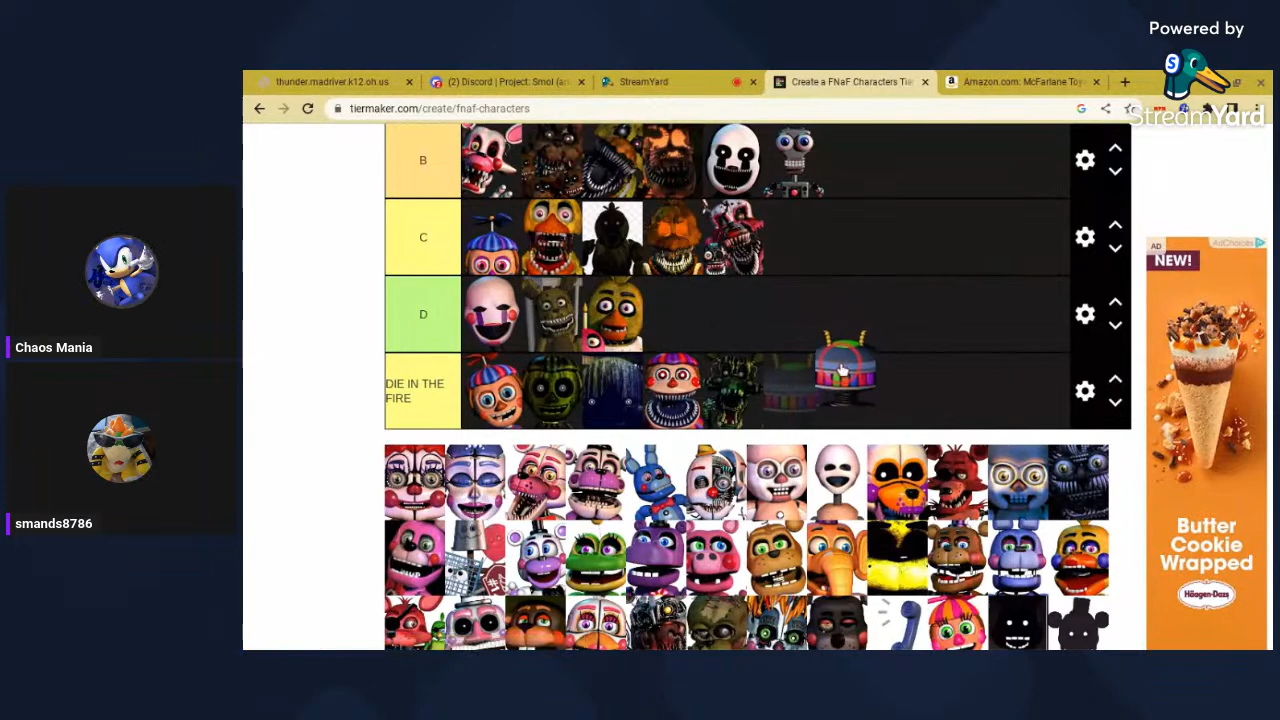 Powered by
StreamYard
thunder.madriver.k12.oh.us
(2) Discord | Project: Smol (an
StreamYard
Create a FNaF Characters Tie
Amazon.com: McFarlane Toy
tiermaker.com/create/fnaf-characters
B
C
D
DIE IN THE
FIRE
Chaos Mania
smands8786
AD
AdChoices
NEW!
Butter
Cookie
Wrapped
Häagen-Dazs